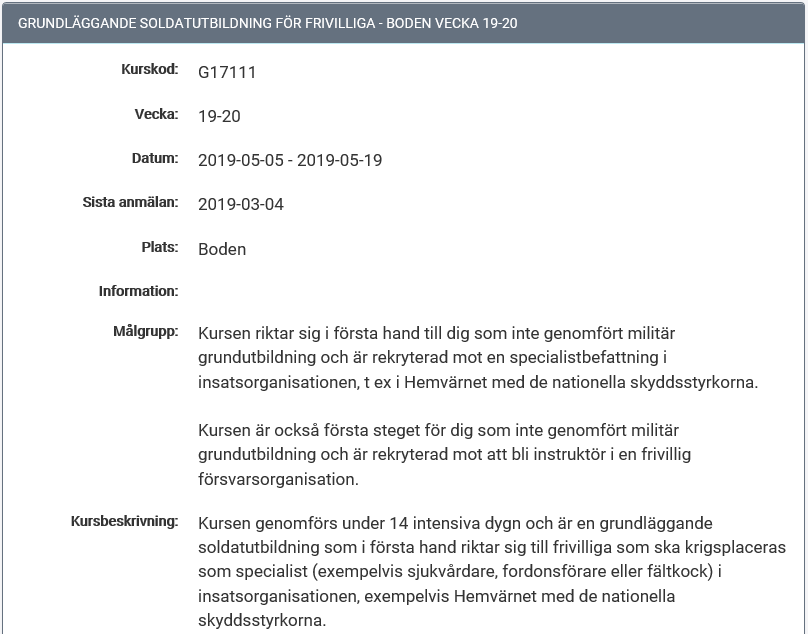 GRUNDLÄGGANDE SOLDATUTBILDNING FÖR FRIVILLIGA - BODEN VECKA 19-20
Kurskod: G17111
Vecka: 19-20
Datum: 2019-05-05 - 2019-05-19
Sista anmälan: 2019-03-04
Plats: Boden
Information:
Målgrupp: Kursen riktar sig i första hand till dig som inte genomfört militär
grundutbildning och är rekryterad mot en specialistbefattning i
insatsorganisationen, t ex i Hemvärnet med de nationella skyddsstyrkorna.
Kursen är också första steget för dig som inte genomfört militär
grundutbildning och är rekryterad mot att bli instruktör i en frivillig
försvarsorganisation.
Kursbeskrivning: Kursen genomförs under 14 intensiva dygn och är en grundläggande
soldatutbildning som i första hand riktar sig till frivilliga som ska krigsplaceras
som specialist (exempelvis sjukvårdare, fordonsförare eller fältkock) i
insatsorganisationen, exempelvis Hemvärnet med de nationella
skyddsstyrkorna.